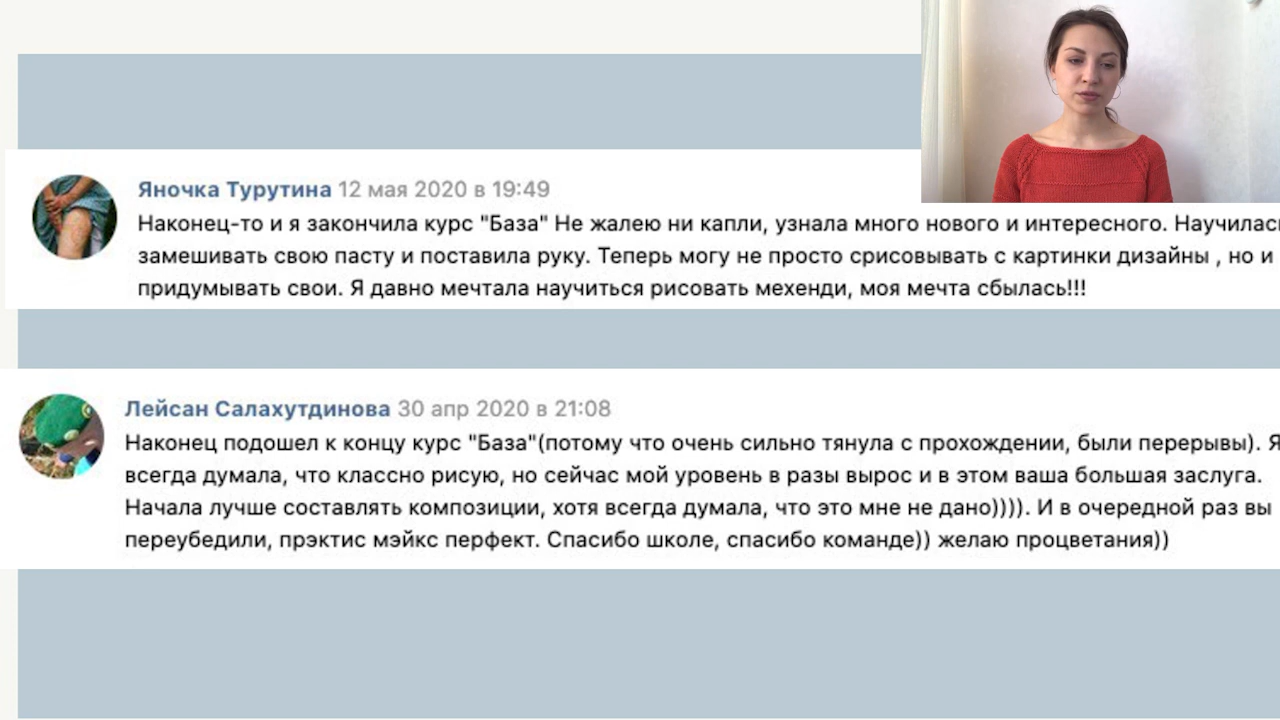 Яночка Турутина 12 мая 2020 в 19:49
Наконец-то и я закончила курс "База" Не жалею ни капли, узнала много нового и интересного. Научилась
замешивать свою пасту и поставила руку. Теперь могу не просто срисовывать с картинки дизайны , но и
придумывать свои. Я давно мечтала научиться рисовать мехенди, моя мечта сбылась!!!
Лейсан Салахутдинова 30 апр 2020 в 21:08
Наконец подошел к концу курс "База"(потому что очень сильно тянула с прохождении, были перерывы). Я
всегда думала, что классно рисую, но сейчас мой уровень в разы вырос и в этом ваша большая заслуга.
Начала лучше составлять композиции, хотя всегда думала, что это мне не дано)))). И в очередной раз вы
переубедили, прэктис мэйкс перфект. Спасибо школе, спасибо команде)) желаю процветания))